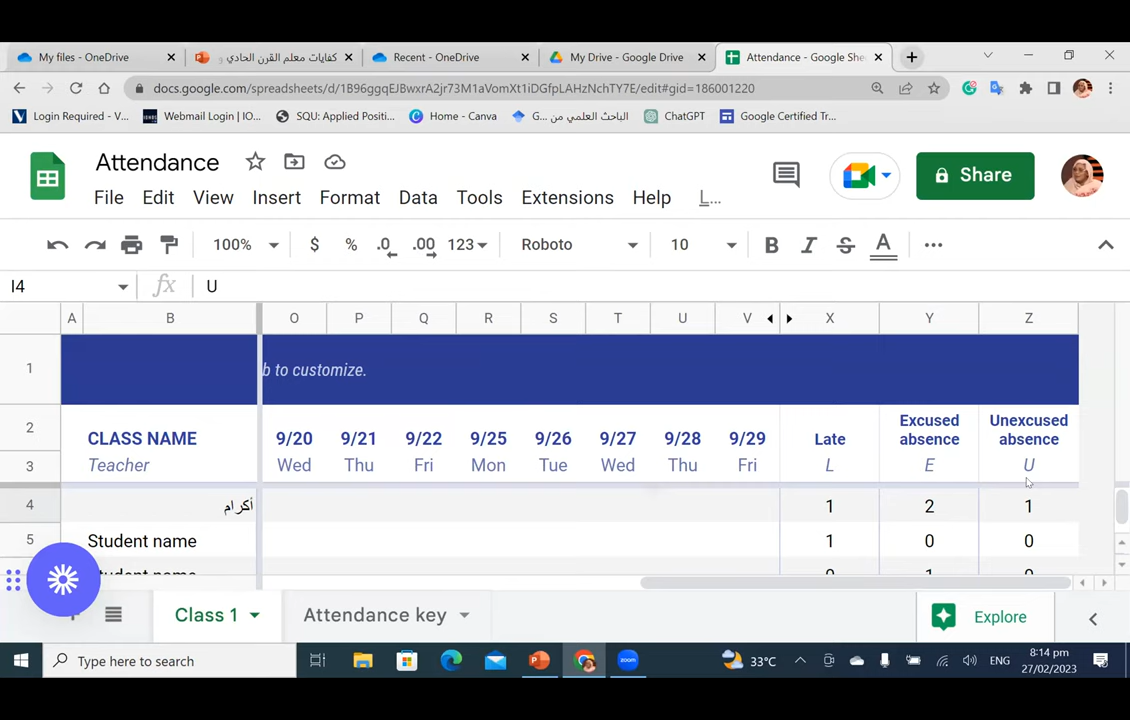 My files - OneDrive
كفايات معلم القرن الحادي و
Recent - OneDrive
My Drive - Google Drive
Attendance - Google She
docs.google.com/spreadsheets/d/1B96ggqEJBwxrA2jr73M1aVomXt1iDGfpLAHzNchTY7E/edit#gid=186001220
Login Required - V...
Webmail Login | IO...
SQU: Applied Positi...
Home - Canva
الباحث العلمي من G...
ChatGPT
Google Certified Tr...
Attendance
Share
File Edit View Insert Format Data Tools Extensions Help L...
100% $ % .0 .00 123 Roboto 10 B I S A
I4 fx U
A B O P Q R S T U V X Y Z
1 b to customize.
2 CLASS NAME 9/20 9/21 9/22 9/25 9/26 9/27 9/28 9/29 Late Excused absence Unexcused absence
3 Teacher Wed Thu Fri Mon Tue Wed Thu Fri L E U
4 أكرام 1 2 1
5 Student name 1 0 0
Student name 0 1 0
Class 1 Attendance key Explore
Type here to search
33°C
ENG
8:14 pm
27/02/2023